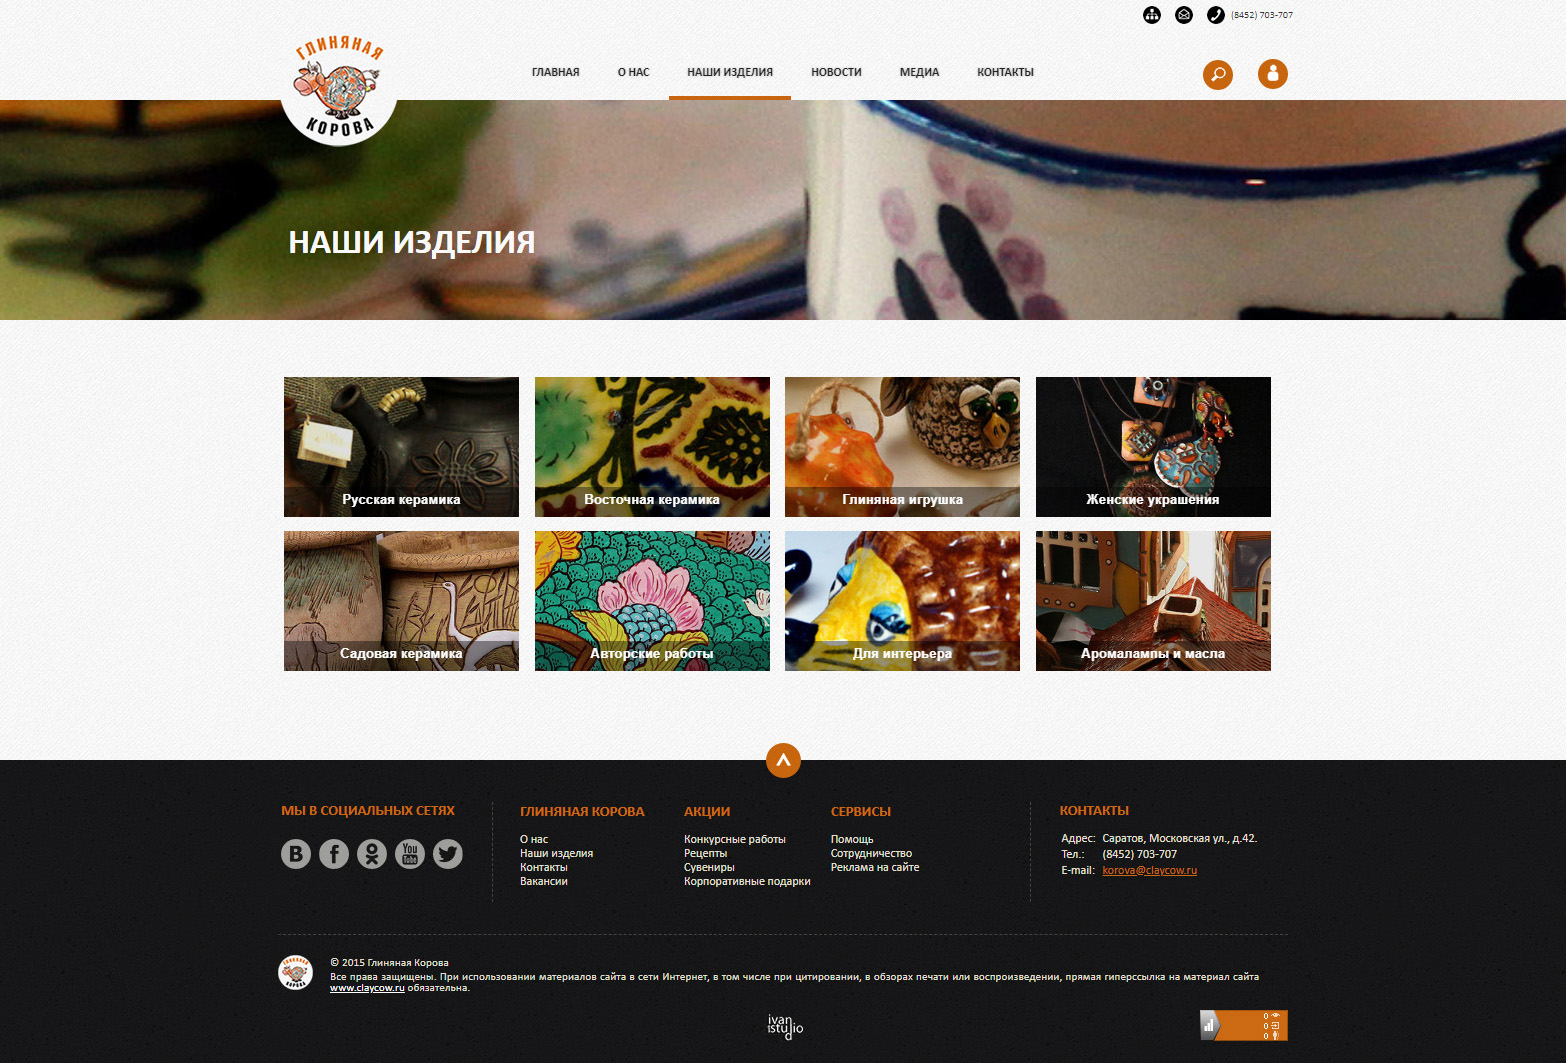 (8452) 703-707
ГЛИНЯНАЯ
КОРОВА
ГЛАВНАЯ О НАС НАШИ ИЗДЕЛИЯ НОВОСТИ МЕДИА КОНТАКТЫ
НАШИ ИЗДЕЛИЯ
Русская керамика
Восточная керамика
Глиняная игрушка
Женские украшения
Садовая керамика
Авторские работы
Для интерьера
Аромалампы и масла
МЫ В СОЦИАЛЬНЫХ СЕТЯХ
B f You Tube
ГЛИНЯНАЯ КОРОВА
О нас
Наши изделия
Контакты
Вакансии
АКЦИИ
Конкурсные работы
Рецепты
Сувениры
Корпоративные подарки
СЕРВИСЫ
Помощь
Сотрудничество
Реклама на сайте
КОНТАКТЫ
Адрес: Саратов, Московская ул., д.42.
Тел.: (8452) 703-707
E-mail: korova@claycow.ru
ГЛИНЯНАЯ
КОРОВА
© 2015 Глиняная Корова
Все права защищены. При использовании материалов сайта в сети Интернет, в том числе при цитировании, в обзорах печати или воспроизведении, прямая гиперссылка на материал сайта
www.claycow.ru обязательна.
ivan
istudio
0
0
0